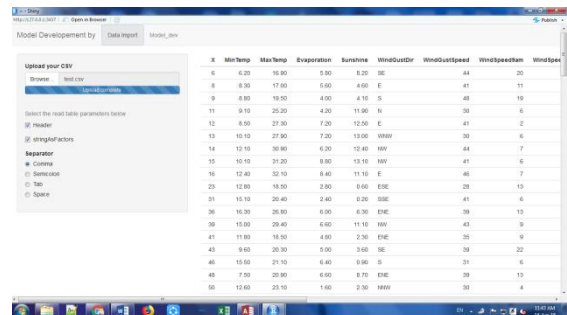 Shiny
http://127.0.0.1:3417 Open in Browser Publish
Model Developement by Data Import Model_dev
Upload your CSV
Browse... test.csv
Upload complete
Select the read table parameters below
Header
stringAsFactors
Separator
Comma
Semicolon
Tab
Space
X MinTemp MaxTemp Evaporation Sunshine WindGustDir WindGustSpeed WindSpeed9am WindSpee
6 6.20 16.90 5.80 8.20 SE 44 20
8 8.30 17.00 5.60 4.60 E 41 11
9 8.80 19.50 4.00 4.10 S 48 19
11 9.10 25.20 4.20 11.90 N 30 6
12 8.50 27.30 7.20 12.50 E 41 2
13 10.10 27.90 7.20 13.00 WNW 30 6
14 12.10 30.90 6.20 12.40 NW 44 7
15 10.10 31.20 8.80 13.10 NW 41 6
16 12.40 32.10 8.40 11.10 E 46 7
23 12.80 18.50 2.80 0.60 ESE 28 13
31 15.10 20.40 2.40 0.20 SSE 41 6
36 16.30 26.80 6.00 6.30 ENE 39 13
39 15.00 29.40 6.60 11.10 NW 43 9
41 11.80 18.50 4.80 2.30 ENE 35 9
43 9.60 20.30 5.00 3.60 SE 39 22
46 15.50 21.10 6.40 0.90 S 31 6
48 7.50 20.90 6.60 8.70 ENE 39 13
50 12.60 23.10 1.60 2.30 NNW 30 4
EN 11:47 AM